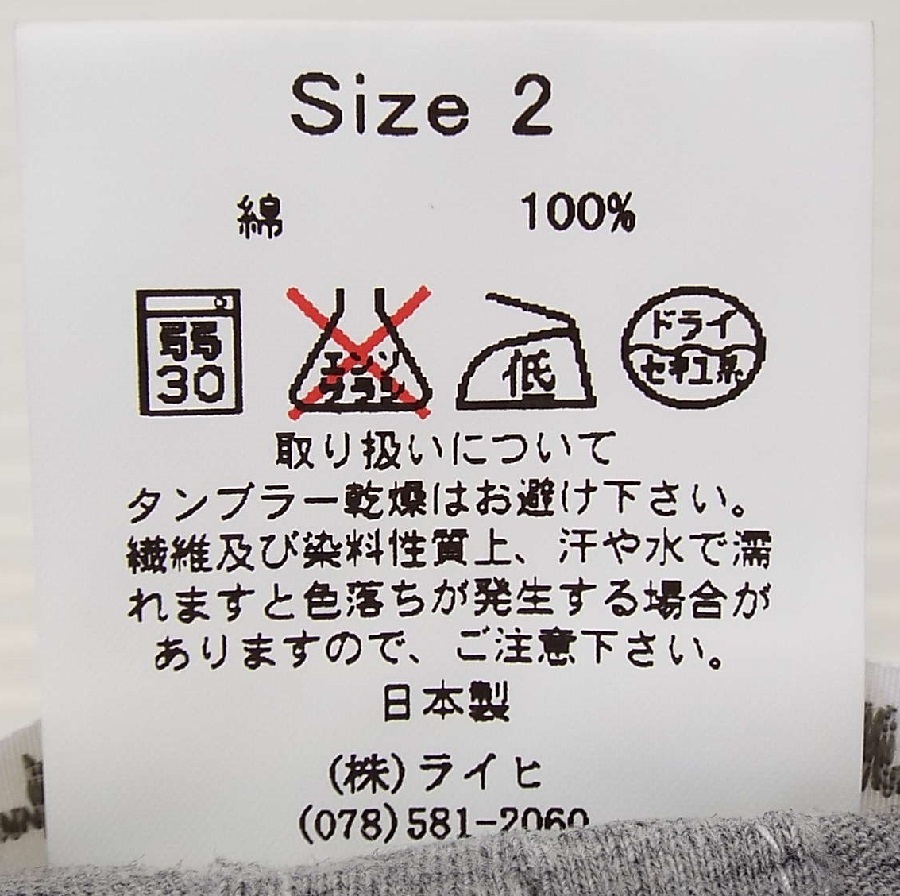 Size 2
綿 100%
弱 30 エンソ サラシ 低 ドライ セキユ系
取り扱いについて
タンブラー乾燥はお避け下さい。
繊維及び染料性質上、汗や水で濡
れますと色落ちが発生する場合が
ありますので、ご注意下さい。
日本製
(株)ライヒ
(078)581-2060